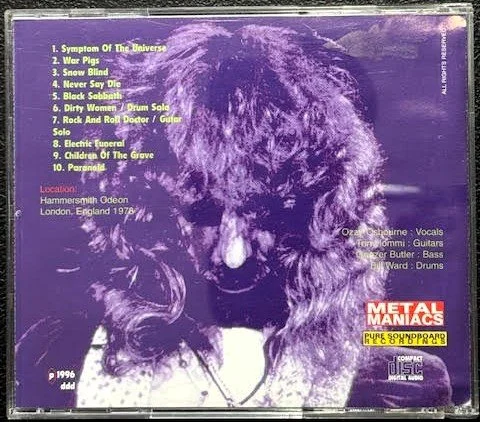 1. Symptom Of The Universe
2. War Pigs
3. Snow Blind
4. Never Say Die
5. Black Sabbath
6. Dirty Women / Drum Solo
7. Rock And Roll Doctor / Guitar
Solo
8. Electric Funeral
9. Children Of The Grave
10. Paranoid
Location:
Hammersmith Odeon
London, England 1978
Ozzy Osbourne : Vocals
Toni Iommi : Guitars
Geezer Butler : Bass
Bill Ward : Drums
METAL
MANIACS
PURE SOUNDBOARD
RECORDINGS
COMPACT
disc
DIGITAL AUDIO
p 1996
ddd
ALL RIGHTS RESERVED